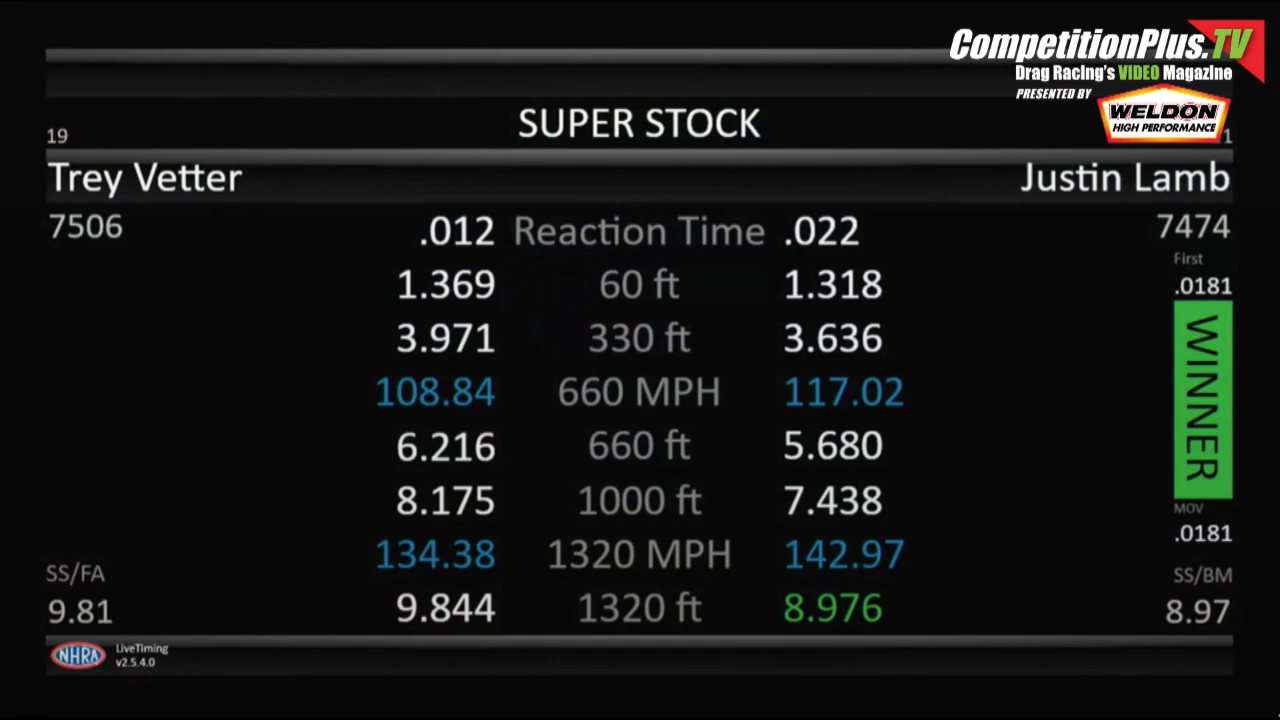 CompetitionPlus.TV
Drag Racing's VIDEO Magazine
PRESENTED BY
WELDON
HIGH PERFORMANCE
19 SUPER STOCK 1
Trey Vetter Justin Lamb
7506 .012 Reaction Time .022 7474
First
1.369 60 ft 1.318 .0181
3.971 330 ft 3.636
108.84 660 MPH 117.02
WINNER
6.216 660 ft 5.680
8.175 1000 ft 7.438
MOV
.0181
134.38 1320 MPH 142.97
SS/FA SS/BM
9.81 9.844 1320 ft 8.976 8.97
NHRA LiveTiming
v2.5.4.0